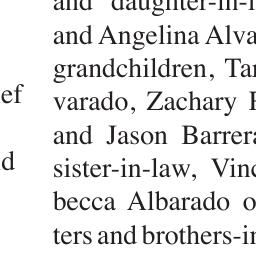 and daughter-in-l
and Angelina Alva
grandchildren, Tar
varado, Zachary
and Jason Barrera
sister-in-law, Vinc
becca Albarado o
ters and brothers-in
ef
d